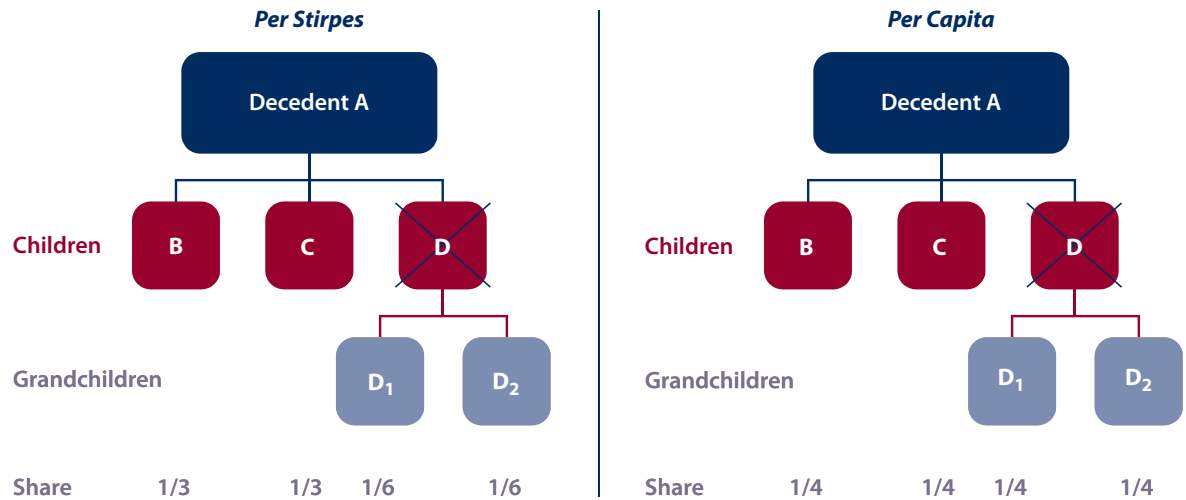 Per Stirpes
Decedent A
Children B C D
Grandchildren D₁ D₂
Share 1/3 1/3 1/6 1/6
Per Capita
Decedent A
Children B C D
Grandchildren D₁ D₂
Share 1/4 1/4 1/4 1/4